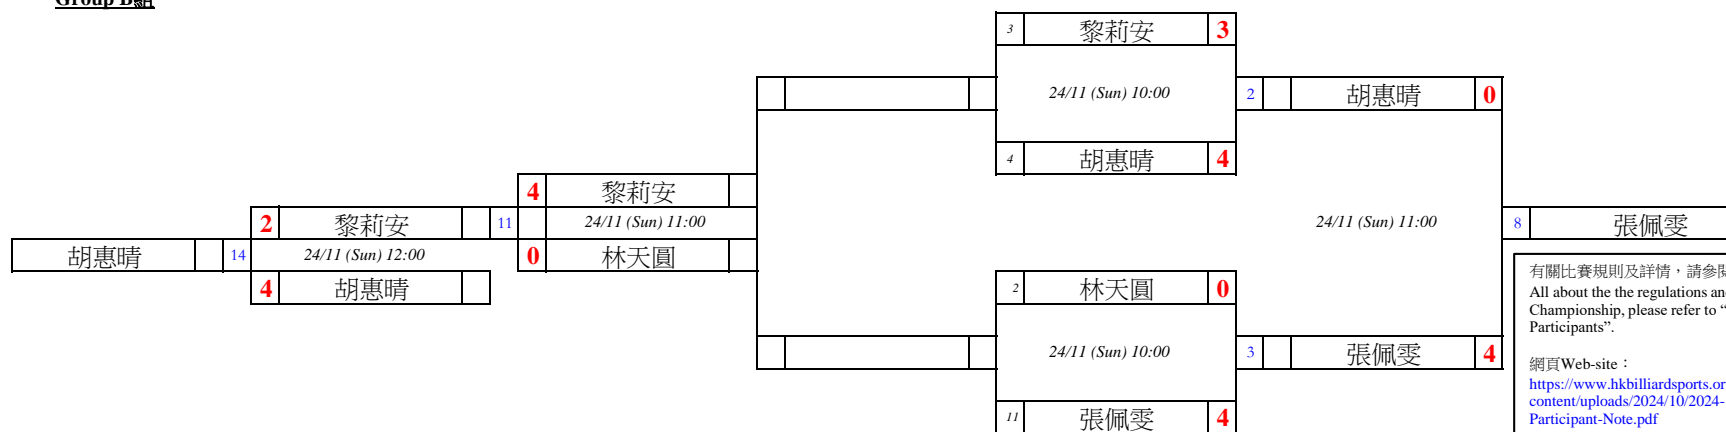 Group B組
3 黎莉安 3
24/11 (Sun) 10:00
2 胡惠晴 0
4 胡惠晴 4
4 黎莉安
2 黎莉安
11 24/11 (Sun) 11:00
24/11 (Sun) 11:00
8 張佩雯
胡惠晴 14 24/11 (Sun) 12:00
0 林天圓
4 胡惠晴
2 林天圓 0
24/11 (Sun) 10:00
3 張佩雯 4
11 張佩雯 4
有關比賽規則及詳情，請參
All about the the regulations an
Championship, please refer to “
Participants”.
網頁Web-site：
https://www.hkbilliardsports.or
content/uploads/2024/10/2024-
Participant-Note.pdf